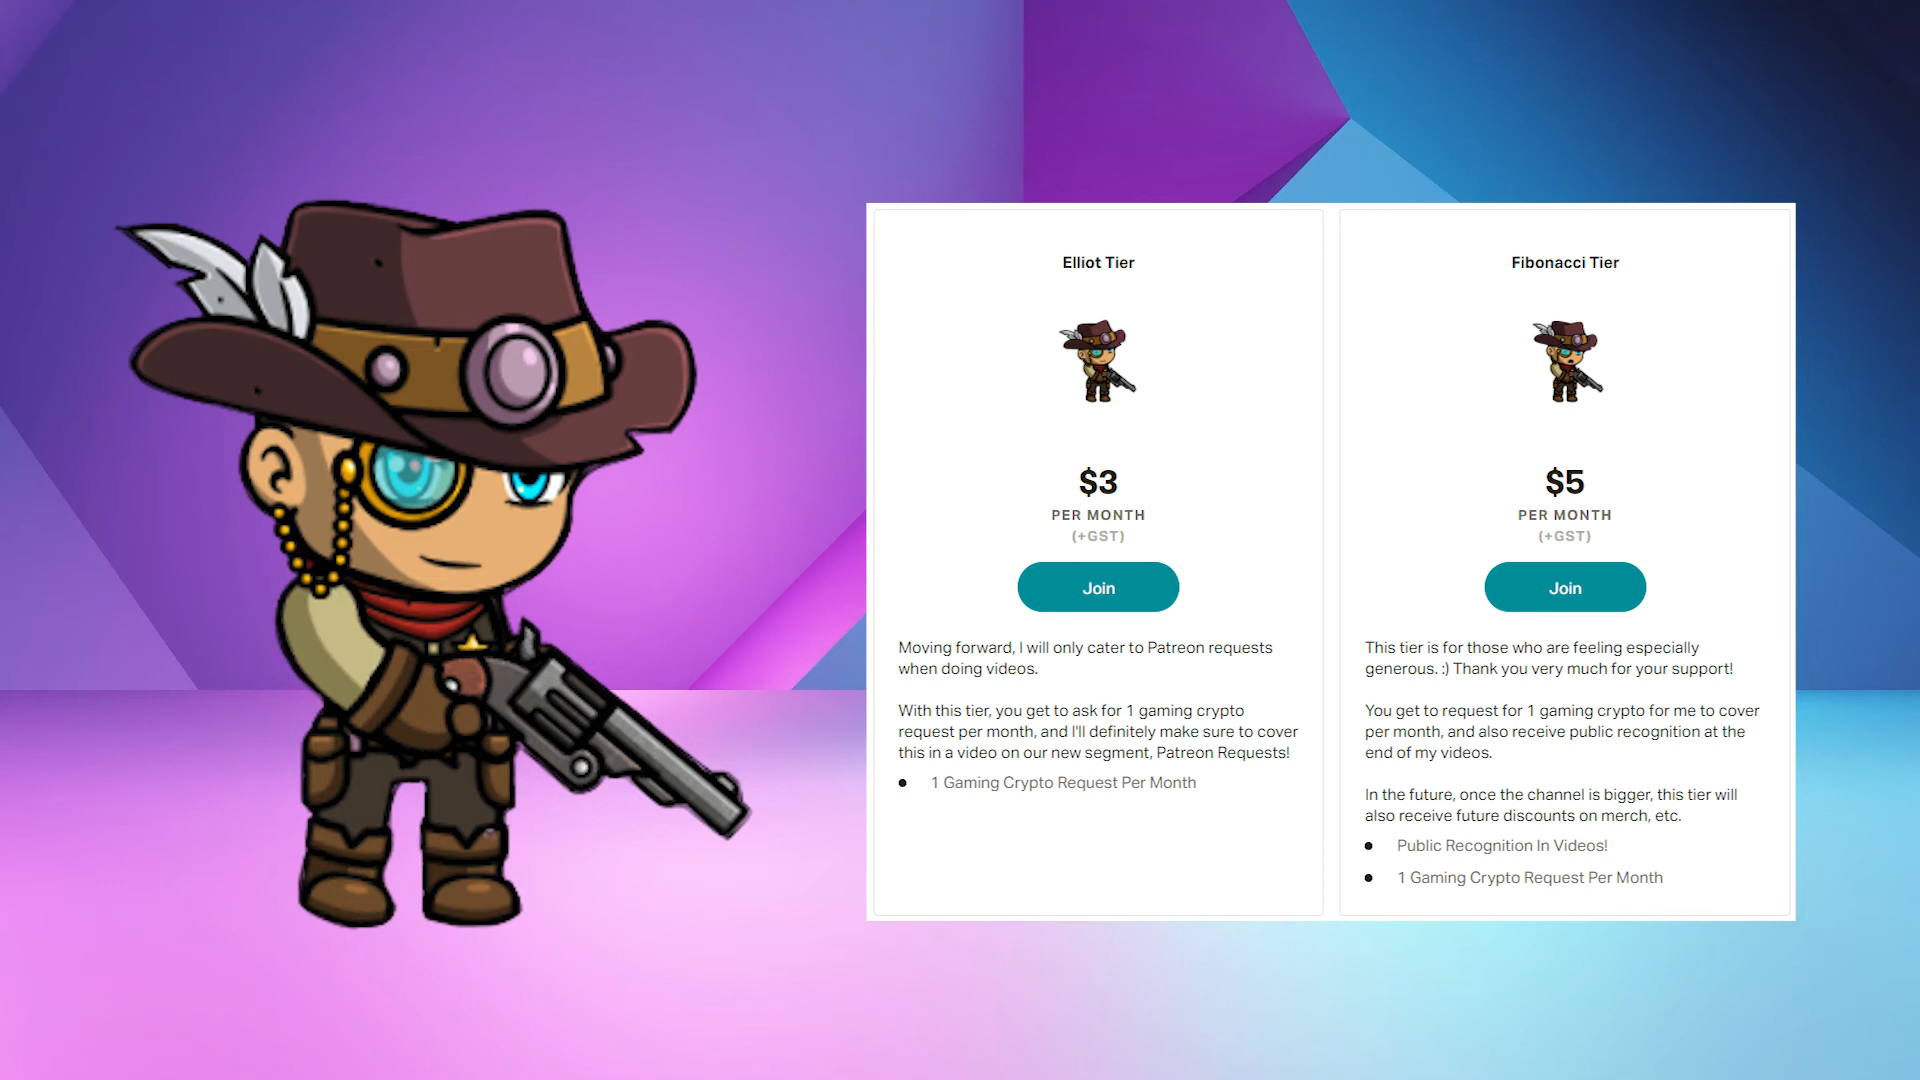 Elliot Tier
$3
PER MONTH
(+GST)
Join
Moving forward, I will only cater to Patreon requests
when doing videos.
With this tier, you get to ask for 1 gaming crypto
request per month, and I'll definitely make sure to cover
this in a video on our new segment, Patreon Requests!
1 Gaming Crypto Request Per Month
Fibonacci Tier
$5
PER MONTH
(+GST)
Join
This tier is for those who are feeling especially
generous. :) Thank you very much for your support!
You get to request for 1 gaming crypto for me to cover
per month, and also receive public recognition at the
end of my videos.
In the future, once the channel is bigger, this tier will
also receive future discounts on merch, etc.
Public Recognition In Videos!
1 Gaming Crypto Request Per Month